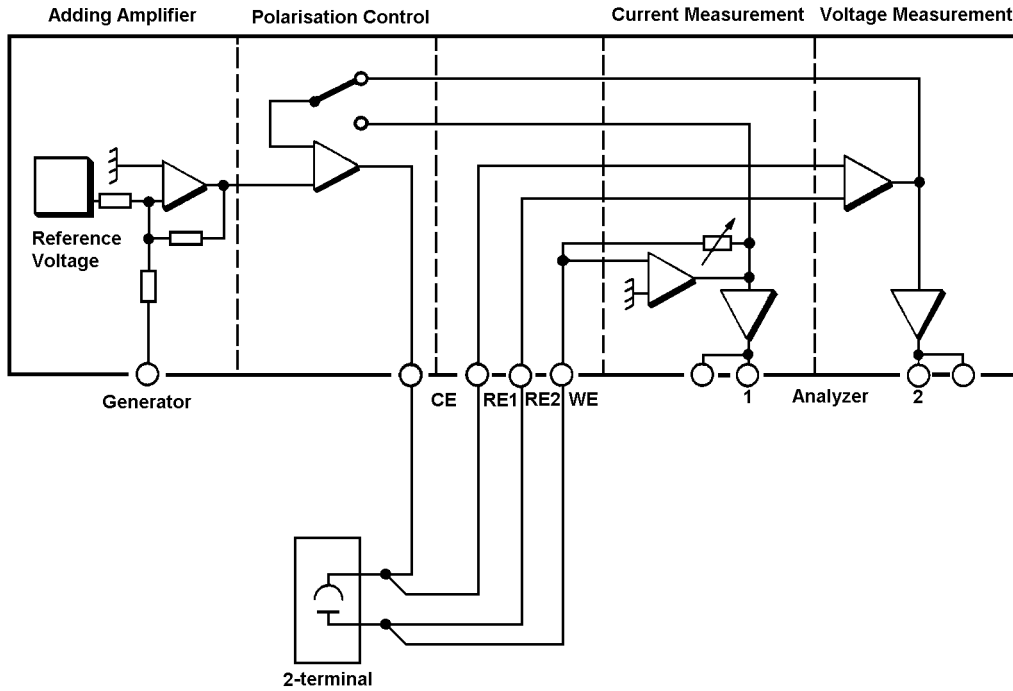 Adding Amplifier
Polarisation Control
Current Measurement
Voltage Measurement
Reference
Voltage
Generator
CE
RE1
RE2
WE
1
Analyzer
2
2-terminal